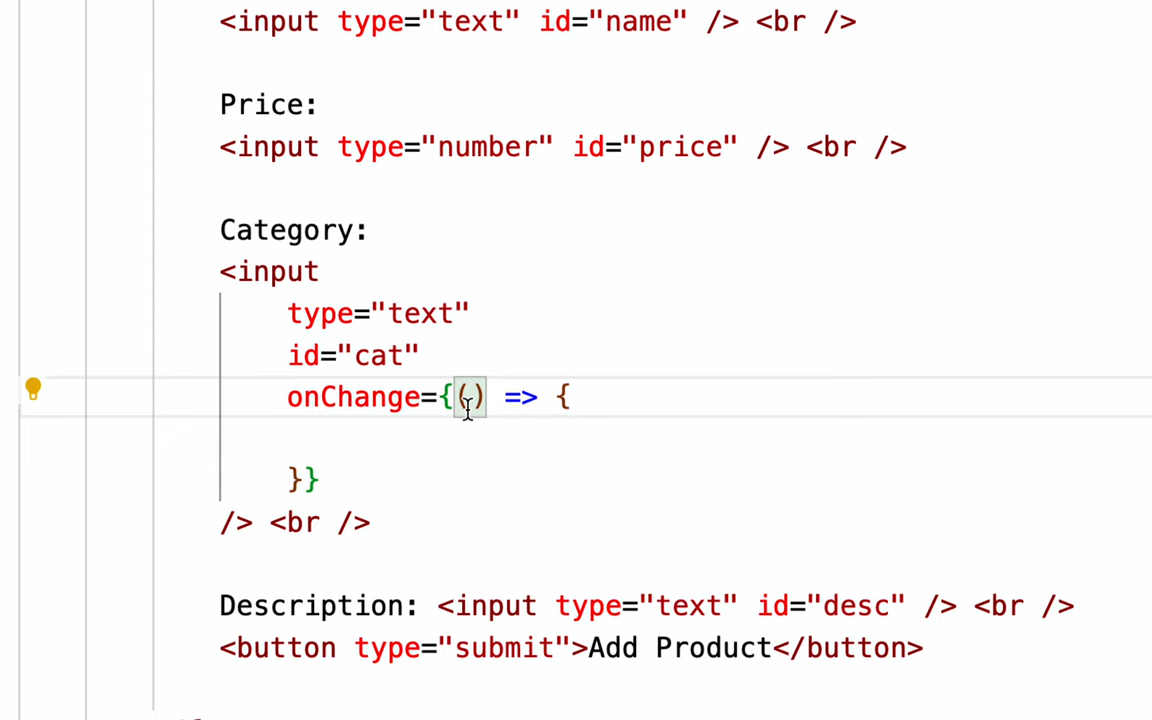 <input type="text" id="name" /> <br />
Price:
<input type="number" id="price" /> <br />
Category:
<input
type="text"
id="cat"
onChange={() => {
}}
/> <br />
Description: <input type="text" id="desc" /> <br />
<button type="submit">Add Product</button>